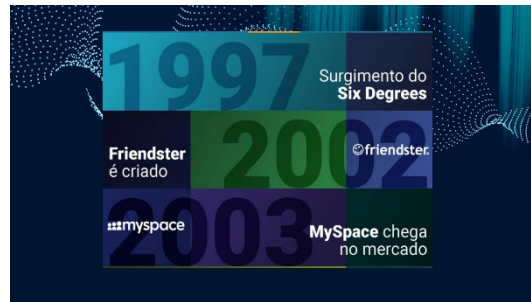 1997
Surgimento do
Six Degrees
Friendster
é criado
2002
friendster.
myspace
2003
MySpace chega
no mercado